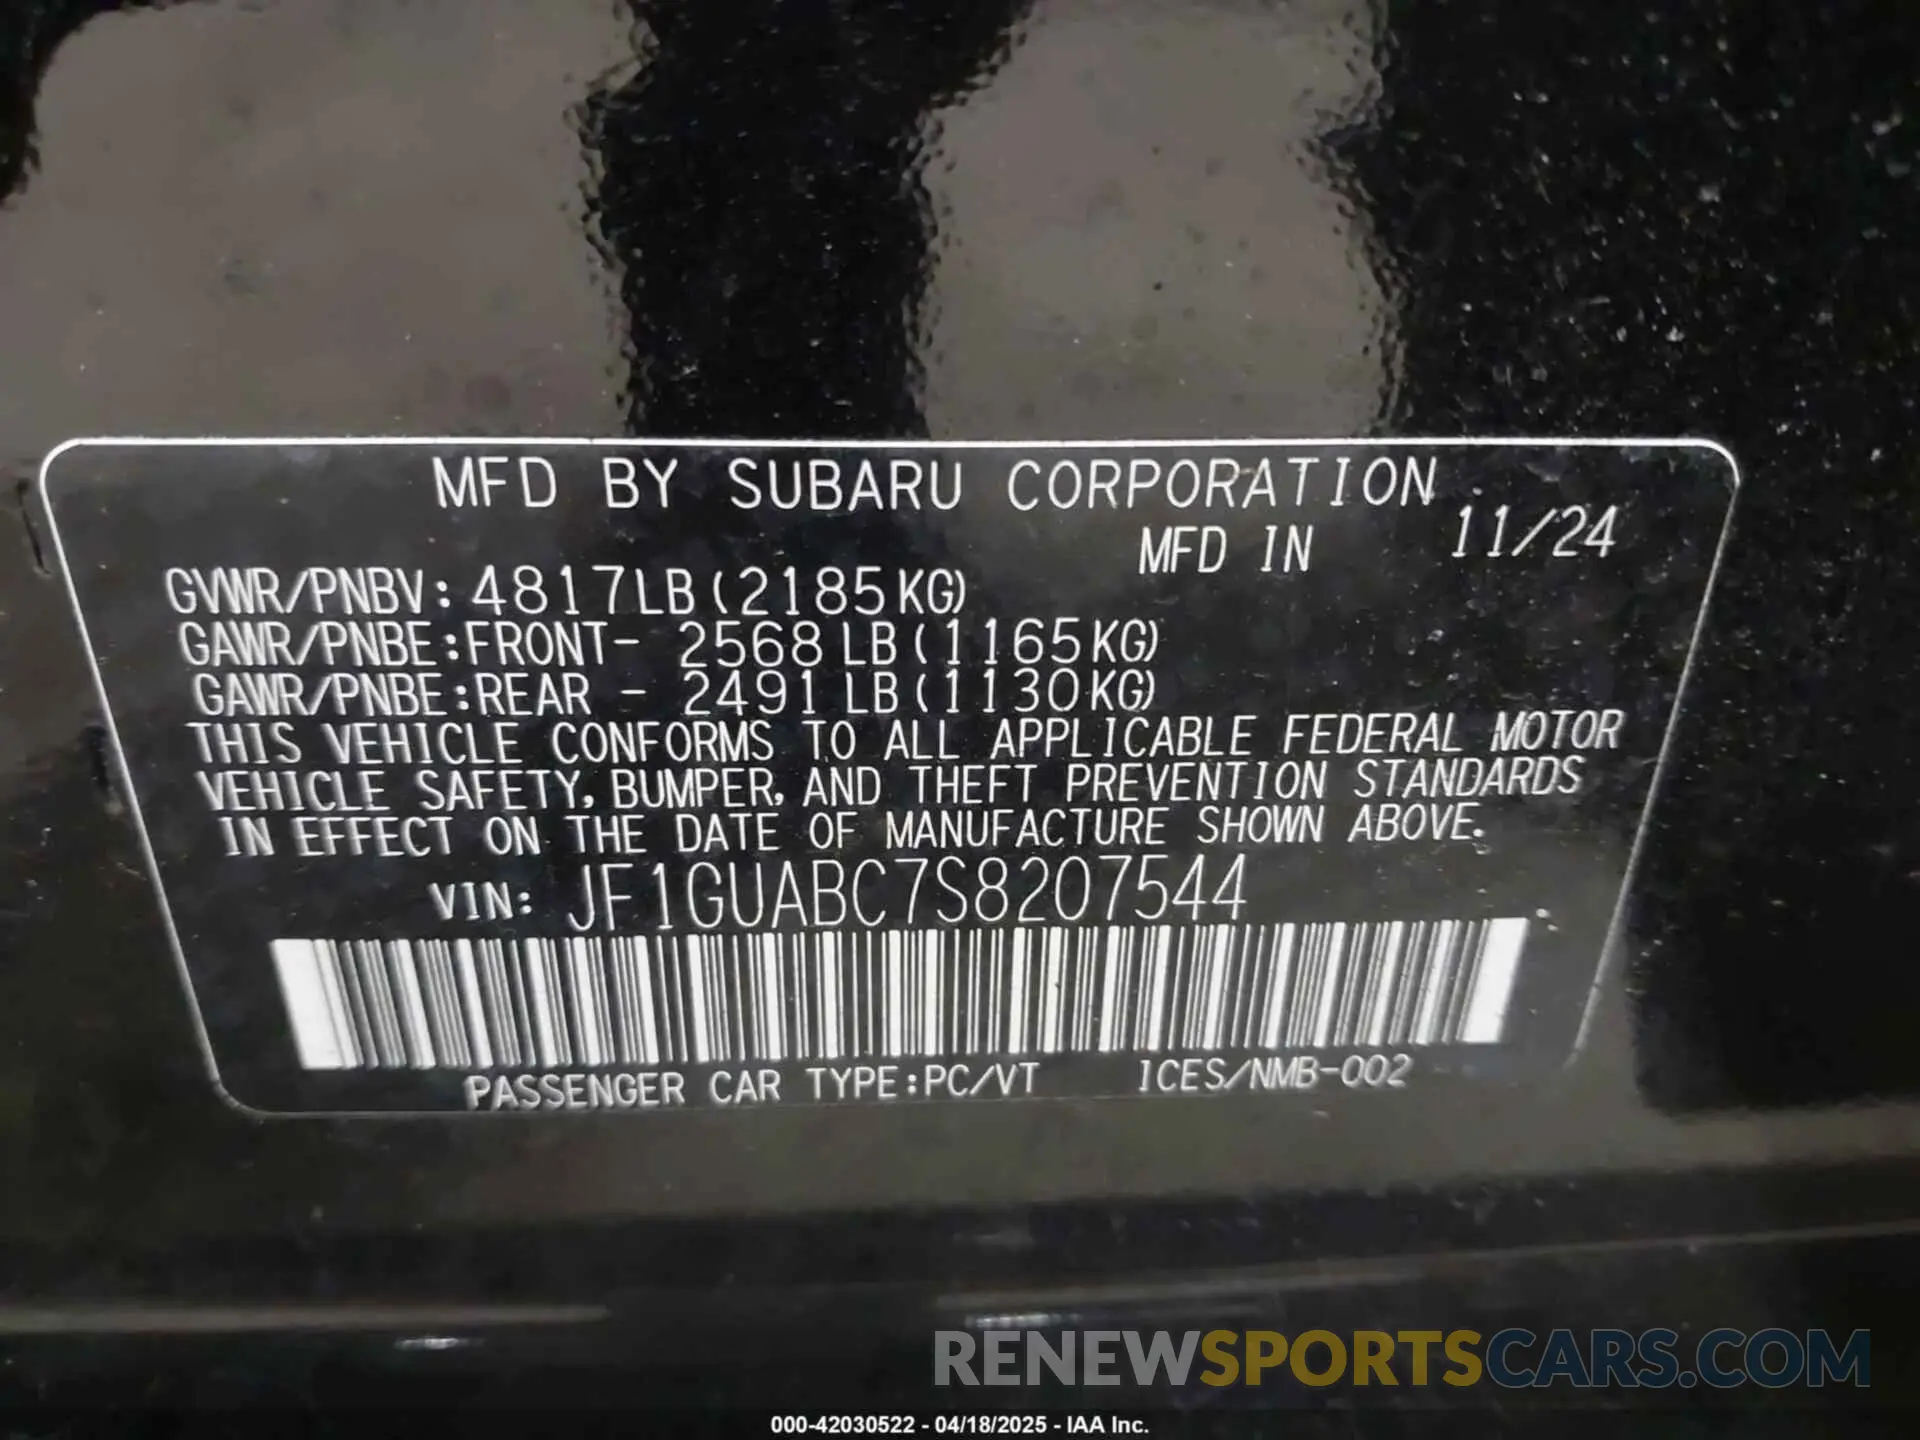 MFD BY SUBARU CORPORATION
MFD IN 11/24
GVWR/PNBV: 4817LB (2185KG)
GAWR/PNBE:FRONT- 2568 LB (1165KG)
GAWR/PNBE:REAR - 2491 LB (1130KG)
THIS VEHICLE CONFORMS TO ALL APPLICABLE FEDERAL MOTOR
VEHICLE SAFETY, BUMPER, AND THEFT PREVENTION STANDARDS
IN EFFECT ON THE DATE OF MANUFACTURE SHOWN ABOVE.
VIN: JF1GUABC7S8207544
PASSENGER CAR TYPE:PC/VT ICES/NMB-002
RENEWSPORTSCARS.COM
000-42030522 - 04/18/2025 - IAA Inc.